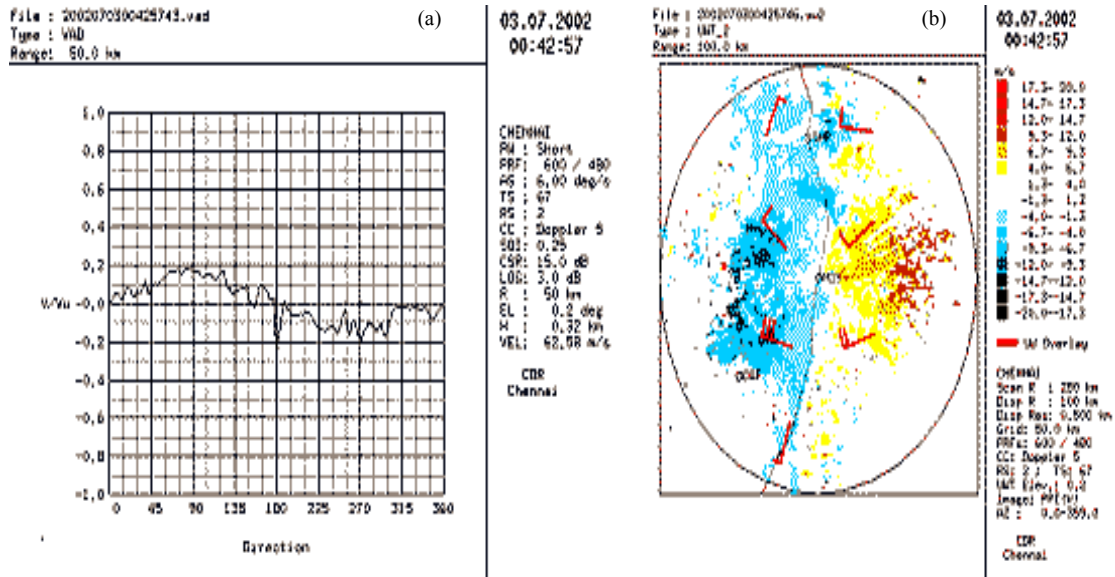 File : 2002070300425743.vad
Type : VAD
Range: 50.0 km
(a)
03.07.2002
00:42:57
CHENNAI
PW : Short
PRF: 600 / 480
AS : 6.00 deg/s
TS : 67
RS : 2
CC : Doppler 5
SQI: 0.25
CSR: 15.0 dB
LOG: 3.0 dB
R : 50 km
EL : 0.2 deg
H : 0.32 km
VEL: 62.58 m/s
CDR
Chennai
V/Vu
0.8
0.6
0.4
0.2
-0.0
-0.2
-0.4
-0.6
-0.8
-1.0
0 45 90 135 180 225 270 315 360
Direction
Type : UWT_2
Range: 100.0 km
(b)
03.07.2002
00:42:57
m/s
17.3- 20.0
14.7- 17.3
12.0- 14.7
9.3- 12.0
6.7- 9.3
4.0- 6.7
1.3- 4.0
-1.3- 1.3
-4.0--1.3
-6.7--4.0
-9.3--6.7
-12.0--9.3
-14.7--12.0
-17.3--14.7
-20.0--17.3
Overlay
CHENNAI
Scan R : 250 km
Disp R : 100 km
Disp Res: 0.500 km
Grid: 50.0 km
PRFs: 600 / 480
CC: Doppler 5
RS: 2 ; TS: 67
UWT Elev.: 0.2
Image: PPI(V)
AZ : 0.0-359.0
CDR
Chennai